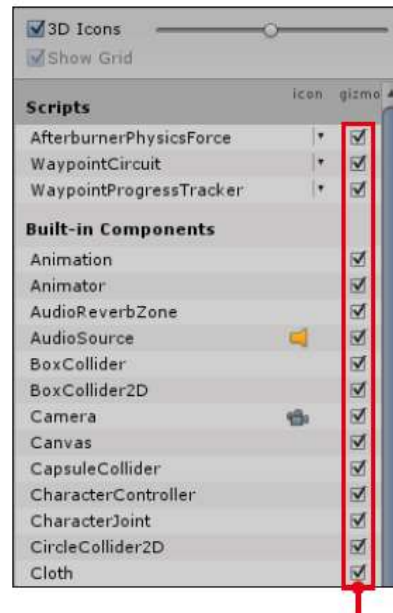 3D Icons
Show Grid
Scripts icon gizmo
AfterburnerPhysicsForce
WaypointCircuit
WaypointProgressTracker
Built-in Components
Animation
Animator
AudioReverbZone
AudioSource
BoxCollider
BoxCollider2D
Camera
Canvas
CapsuleCollider
CharacterController
CharacterJoint
CircleCollider2D
Cloth